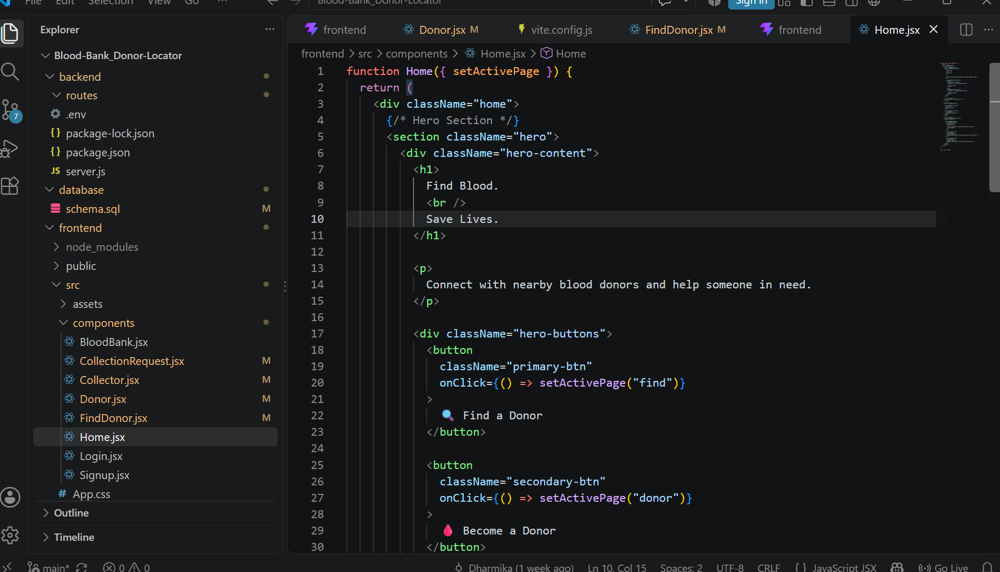 File Edit Selection View Go ···
Blood-Bank_Donor-Locator
Sign in
Explorer
Blood-Bank_Donor-Locator
backend
routes
.env
{} package-lock.json
{} package.json
JS server.js
database
schema.sql M
frontend
node_modules
public
src
assets
components
BloodBank.jsx
CollectionRequest.jsx M
Collector.jsx M
Donor.jsx M
FindDonor.jsx M
Home.jsx
Login.jsx
Signup.jsx
# App.css
Outline
Timeline
7
frontend
Donor.jsx M
vite.config.js
FindDonor.jsx M
frontend
Home.jsx
frontend > src > components > Home.jsx > Home
1 function Home({ setActivePage }) {
2 return (
3 <div className="home">
4 {/* Hero Section */}
5 <section className="hero">
6 <div className="hero-content">
7 <h1>
8 Find Blood.
9 <br />
10 Save Lives.
11 </h1>
12
13 <p>
14 Connect with nearby blood donors and help someone in need.
15 </p>
16
17 <div className="hero-buttons">
18 <button
19 className="primary-btn"
20 onClick={() => setActivePage("find")}
21 >
22 🔍 Find a Donor
23 </button>
24
25 <button
26 className="secondary-btn"
27 onClick={() => setActivePage("donor")}
28 >
29 🩸 Become a Donor
30 </button>
main* 0 0 Dharmika (1 week ago) Ln 10, Col 15 Spaces: 2 UTF-8 CRLF {} JavaScript JSX Go Live